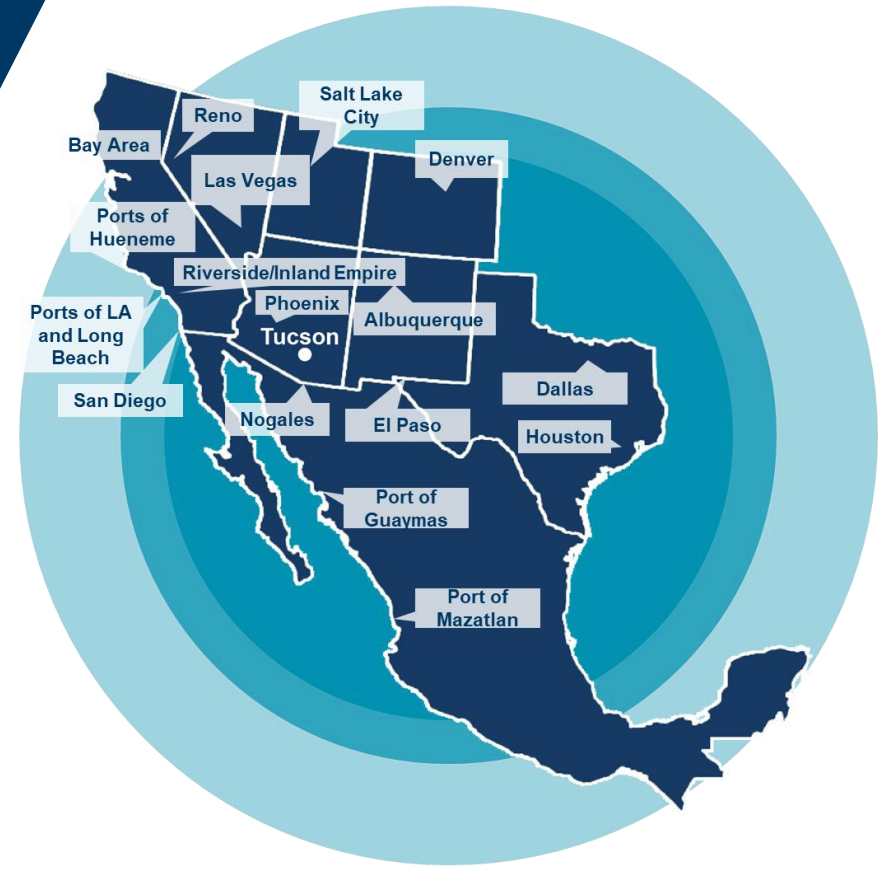 Salt Lake
City
Reno
Bay Area
Denver
Las Vegas
Ports of
Hueneme
Riverside/Inland Empire
Phoenix
Ports of LA
and Long
Beach
Albuquerque
Tucson
San Diego
Dallas
Nogales
El Paso
Houston
Port of
Guaymas
Port of
Mazatlan